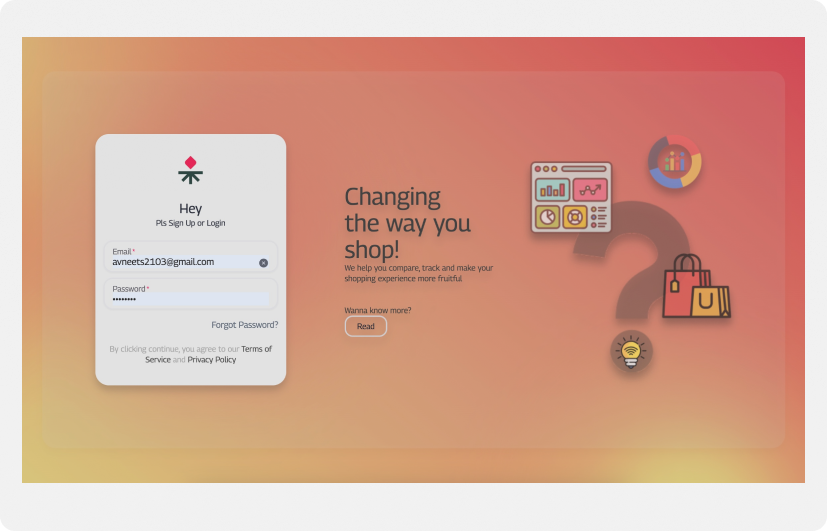 Hey
Pls Sign Up or Login
Email*
avneets2103@gmail.com
Password*
••••••••
Forgot Password?
By clicking continue, you agree to our Terms of
Service and Privacy Policy
Changing
the way you
shop!
We help you compare, track and make your
shopping experience more fruitful
Wanna know more?
Read
?
U